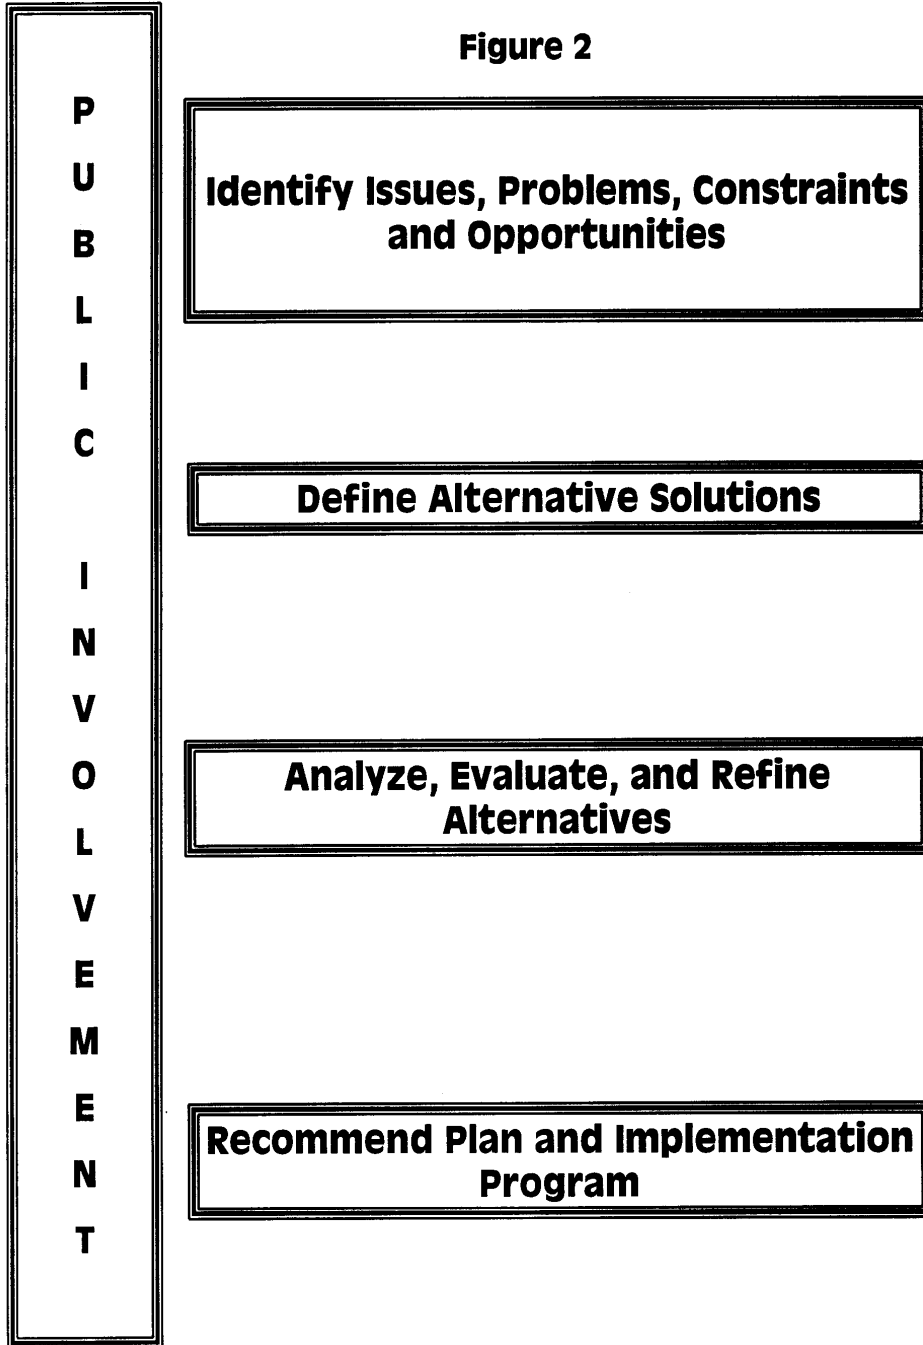 Figure 2
P
U
B
L
I
C
I
N
V
O
L
V
E
M
E
N
T
Identify Issues, Problems, Constraints
and Opportunities
Define Alternative Solutions
Analyze, Evaluate, and Refine
Alternatives
Recommend Plan and Implementation
Program